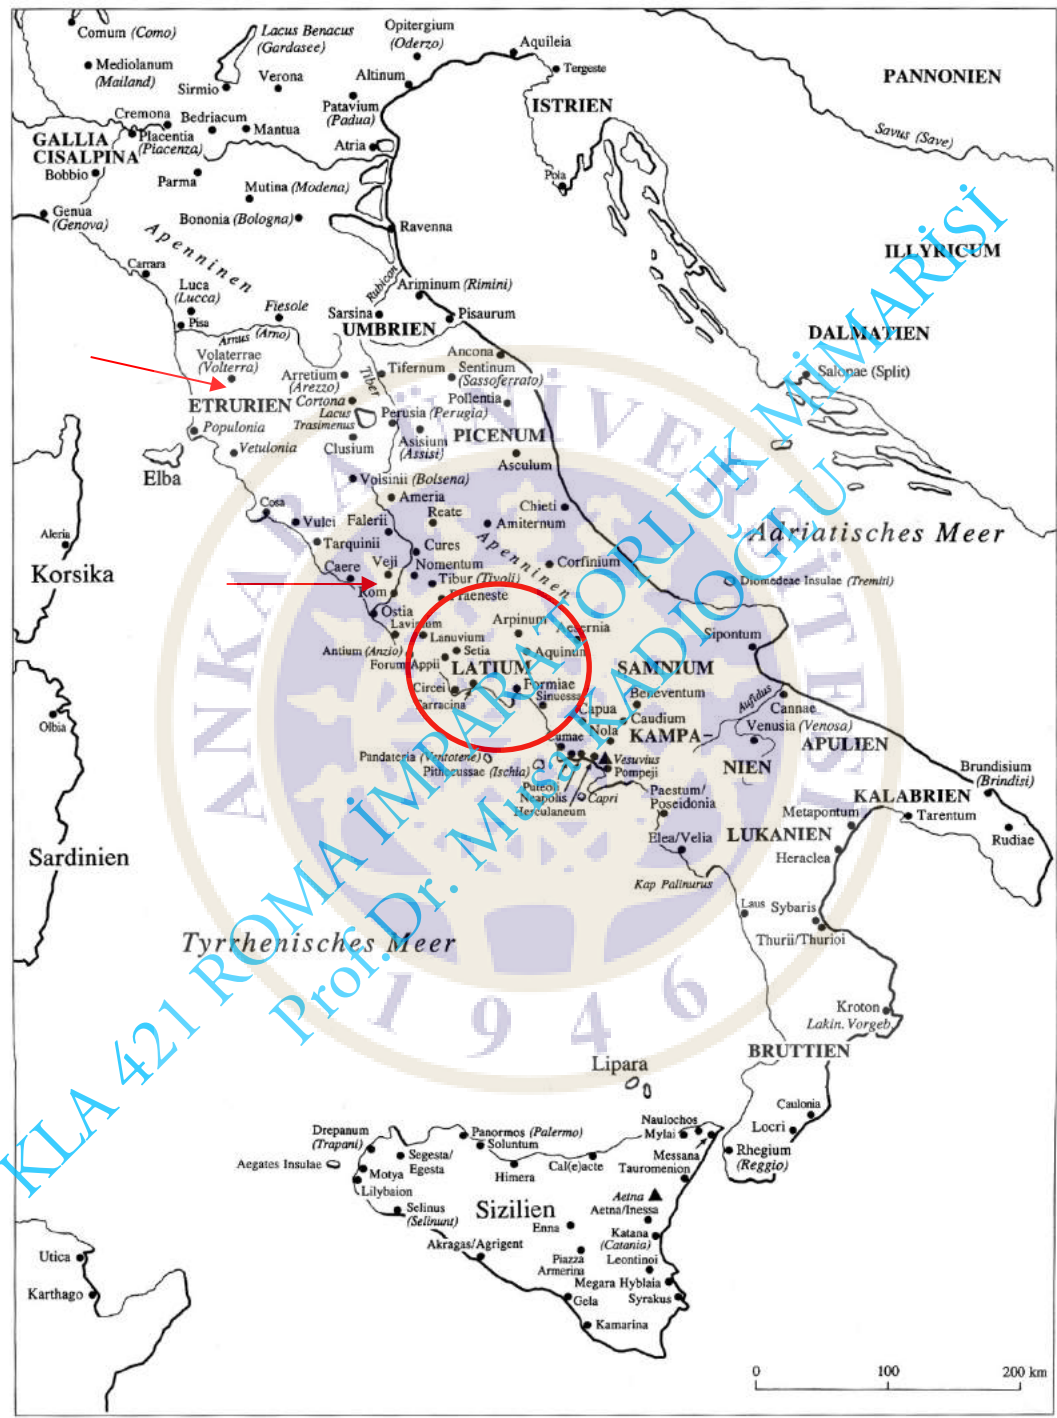 Comum (Como)
Lacus Benacus
(Gardasee)
Opitergium
(Oderzo)
Aquileia
Mediolanum
(Mailand)
Sirmio
Verona
Altinum
Tergeste
PANNONIEN
Patavium
(Padua)
ISTRIEN
Cremona
Bedriacum
Mantua
Placentia
(Piacenza)
GALLIA
CISALPINA
Atria
Savus (Save)
Bobbio
Parma
Pola
Mutina (Modena)
Genua
(Genova)
Bononia (Bologna)
Ravenna
Apenninen
ILLYRICUM
Carrara
Rubicon
Luca
(Lucca)
Ariminum (Rimini)
Fiesole
Sarsina
Pisaurum
Pisa
UMBRIEN
Arnus (Arno)
DALMATIEN
Volaterrae
(Volterra)
Ancona
Tifernum
Sentinum
(Sassoferrato)
Arretium
(Arezzo)
Tiber
Salonae (Split)
Cortona
Pollentia
ETRURIEN
Lacus
Trasimenus
Perusia (Perugia)
Populonia
Asisium
(Assisi)
PICENUM
Vetulonia
Clusium
Asculum
Elba
Volsinii (Bolsena)
Ameria
Cosa
Reate
Chieti
Vulci
Falerii
Amiternum
Adriatisches Meer
Aleria
Tarquinii
Cures
Apenninen
Korsika
Caere
Veji
Nomentum
Corfinium
Tibur (Tivoli)
Diomedeae Insulae (Tremiti)
Rom
Praeneste
Ostia
Arpinum
Aesernia
Lavinium
Lanuvium
Sipontum
Antium (Anzio)
Setia
Aquinum
Forum Appii
LATIUM
SAMNIUM
Circei
Formiae
Beneventum
Aufidus
Tarracina
Sinuessa
Cannae
Capua
Caudium
Olbia
Nola
KAMPA-
NIEN
Venusia (Venosa)
Cumae
APULIEN
Pandateria (Ventotene)
Vesuvius
Pithecussae (Ischia)
Pompeji
Brundisium
(Brindisi)
Puteoli
Neapolis
Herculaneum
Capri
Paestum/
Poseidonia
KALABRIEN
Metapontum
Tarentum
LUKANIEN
Elea/Velia
Rudiae
Sardinien
Heraclea
Kap Palinurus
Laus
Sybaris
Tyrrhenisches Meer
Thurii/Thurioi
Kroton
Lakin. Vorgeb.
BRUTTIEN
Lipara
Caulonia
Naulochos
Mylai
Locri
Drepanum
(Trapani)
Panormos (Palermo)
Soluntum
Messana
Rhegium
(Reggio)
Aegates Insulae
Segesta/
Egesta
Himera
Cal(e)acte
Tauromenion
Motya
Lilybaion
Aetna
Aetna/Inessa
Selinus
(Selinunt)
Sizilien
Enna
Katana
(Catania)
Akragas/Agrigent
Piazza
Armerina
Leontinoi
Utica
Megara Hyblaia
Karthago
Gela
Syrakus
Kamarina
0 100 200 km
KLA 421 ROMA İMPARATORLUK MİMARİSİ
Prof. Dr. Musa KADIOĞLU
ANKARA ÜNİVERSİTESİ
1946